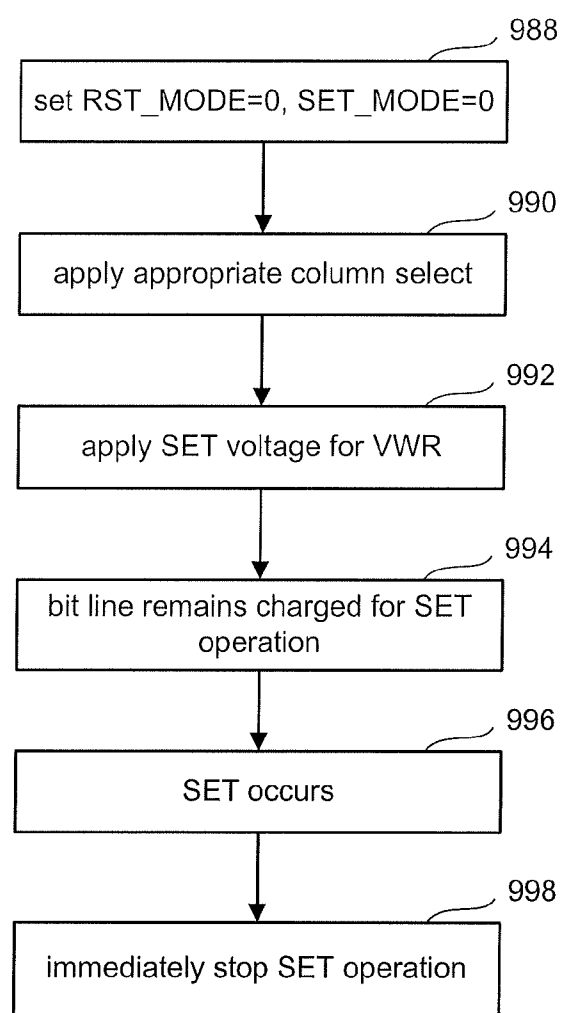 988
set RST_MODE=0, SET_MODE=0
990
apply appropriate column select
992
apply SET voltage for VWR
994
bit line remains charged for SET
operation
996
SET occurs
998
immediately stop SET operation